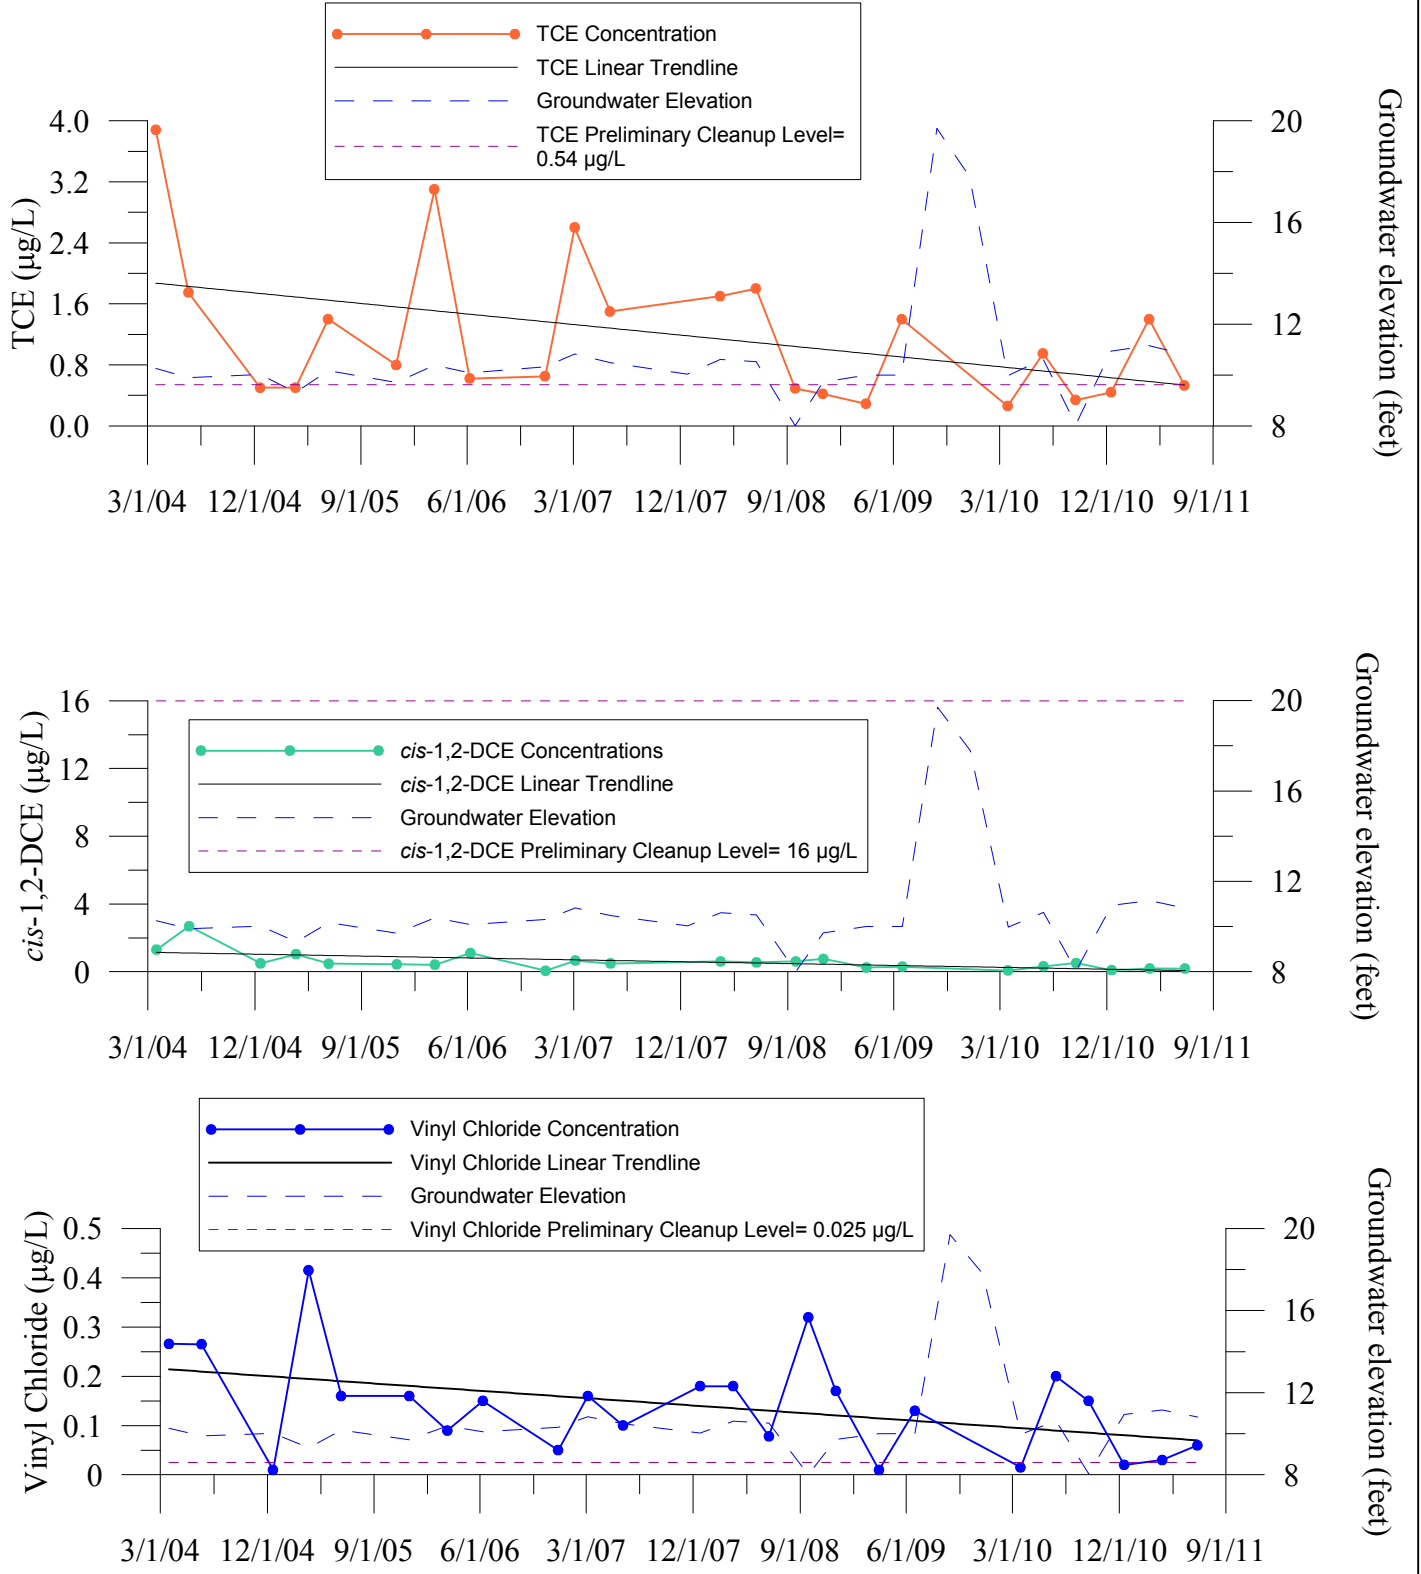 TCE Concentration
TCE Linear Trendline
Groundwater Elevation
TCE Preliminary Cleanup Level=
0.54 µg/L
TCE (µg/L)
4.0
3.2
2.4
1.6
0.8
0.0
20
16
12
8
Groundwater elevation (feet)
3/1/04 12/1/04 9/1/05 6/1/06 3/1/07 12/1/07 9/1/08 6/1/09 3/1/10 12/1/10 9/1/11
cis-1,2-DCE Concentrations
cis-1,2-DCE Linear Trendline
Groundwater Elevation
cis-1,2-DCE Preliminary Cleanup Level= 16 µg/L
cis-1,2-DCE (µg/L)
16
12
8
4
0
20
16
12
8
Groundwater elevation (feet)
3/1/04 12/1/04 9/1/05 6/1/06 3/1/07 12/1/07 9/1/08 6/1/09 3/1/10 12/1/10 9/1/11
Vinyl Chloride Concentration
Vinyl Chloride Linear Trendline
Groundwater Elevation
Vinyl Chloride Preliminary Cleanup Level= 0.025 µg/L
Vinyl Chloride (µg/L)
0.5
0.4
0.3
0.2
0.1
0
20
16
12
8
Groundwater elevation (feet)
3/1/04 12/1/04 9/1/05 6/1/06 3/1/07 12/1/07 9/1/08 6/1/09 3/1/10 12/1/10 9/1/11